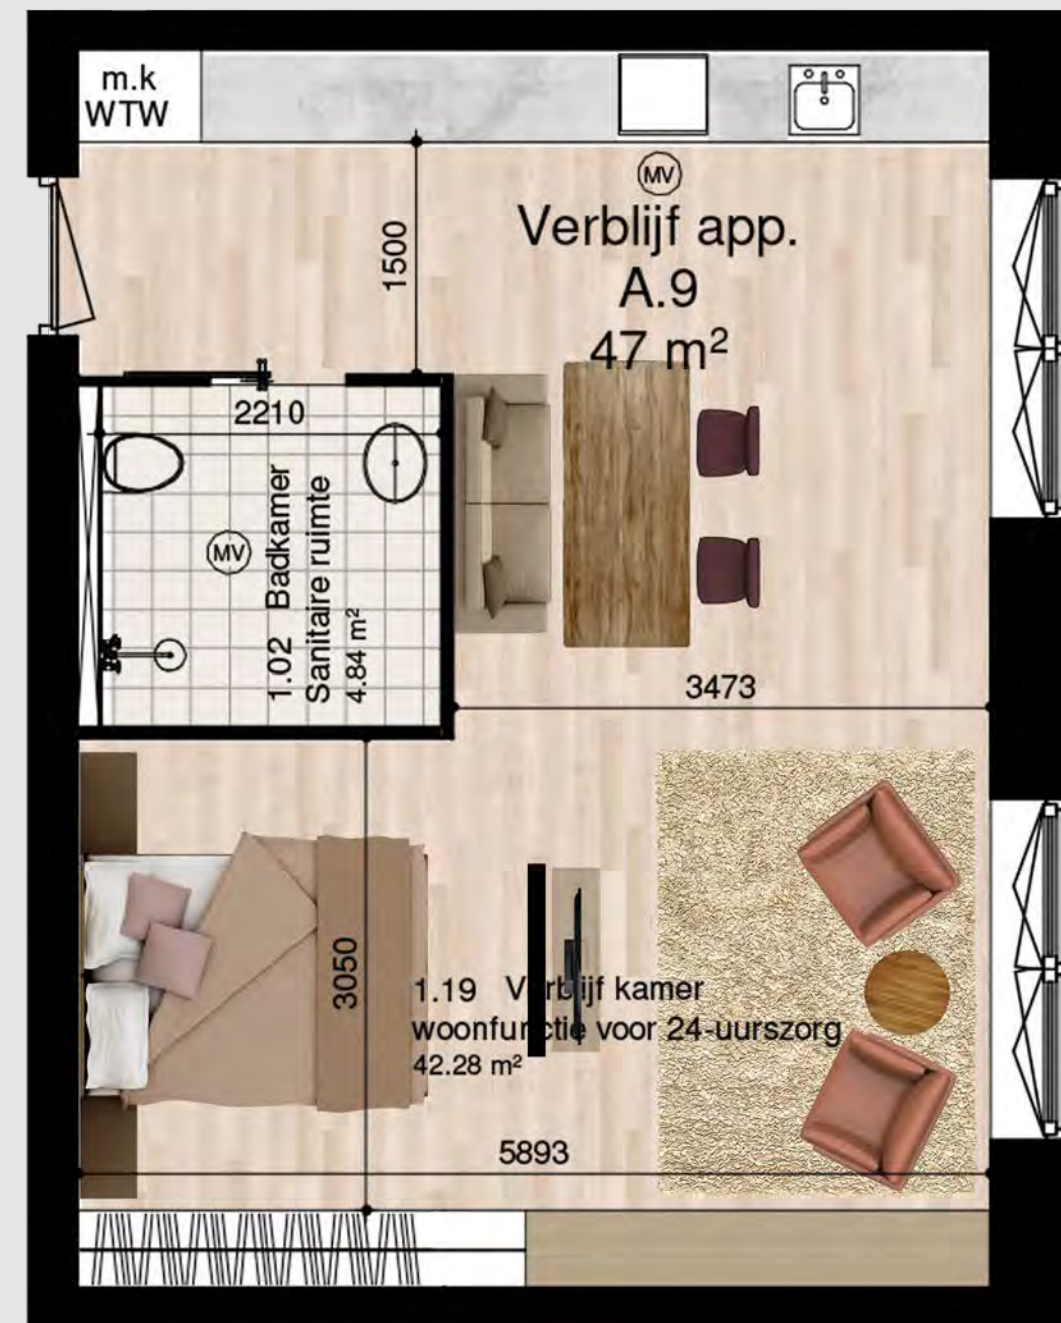 m.k
WTW
MV
Verblijf app.
A.9
47 m²
1500
2210
MV
1.02 Badkamer
Sanitaire ruimte
4.84 m²
3473
3050
1.19 Verblijf kamer
woonfunctie voor 24-uurszorg
42.28 m²
5893